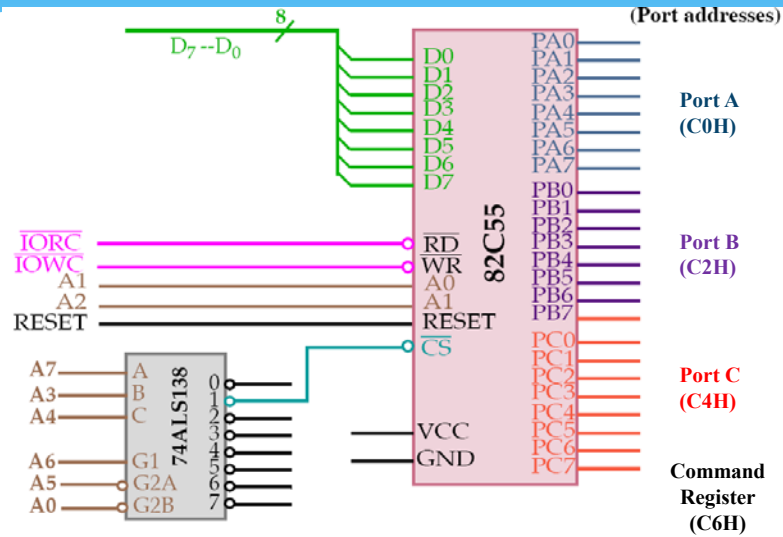 (Port addresses)
8
D7 --D0
D0
D1
D2
D3
D4
D5
D6
D7
IORC
IOWC
A1
A2
RESET
RD
WR
A0
A1
RESET
CS
VCC
GND
82C55
PA0
PA1
PA2
PA3
PA4
PA5
PA6
PA7
PB0
PB1
PB2
PB3
PB4
PB5
PB6
PB7
PC0
PC1
PC2
PC3
PC4
PC5
PC6
PC7
Port A
(C0H)
Port B
(C2H)
Port C
(C4H)
Command
Register
(C6H)
A7
A3
A4
A6
A5
A0
A
B
C
G1
G2A
G2B
74ALS138
0
1
2
3
4
5
6
7